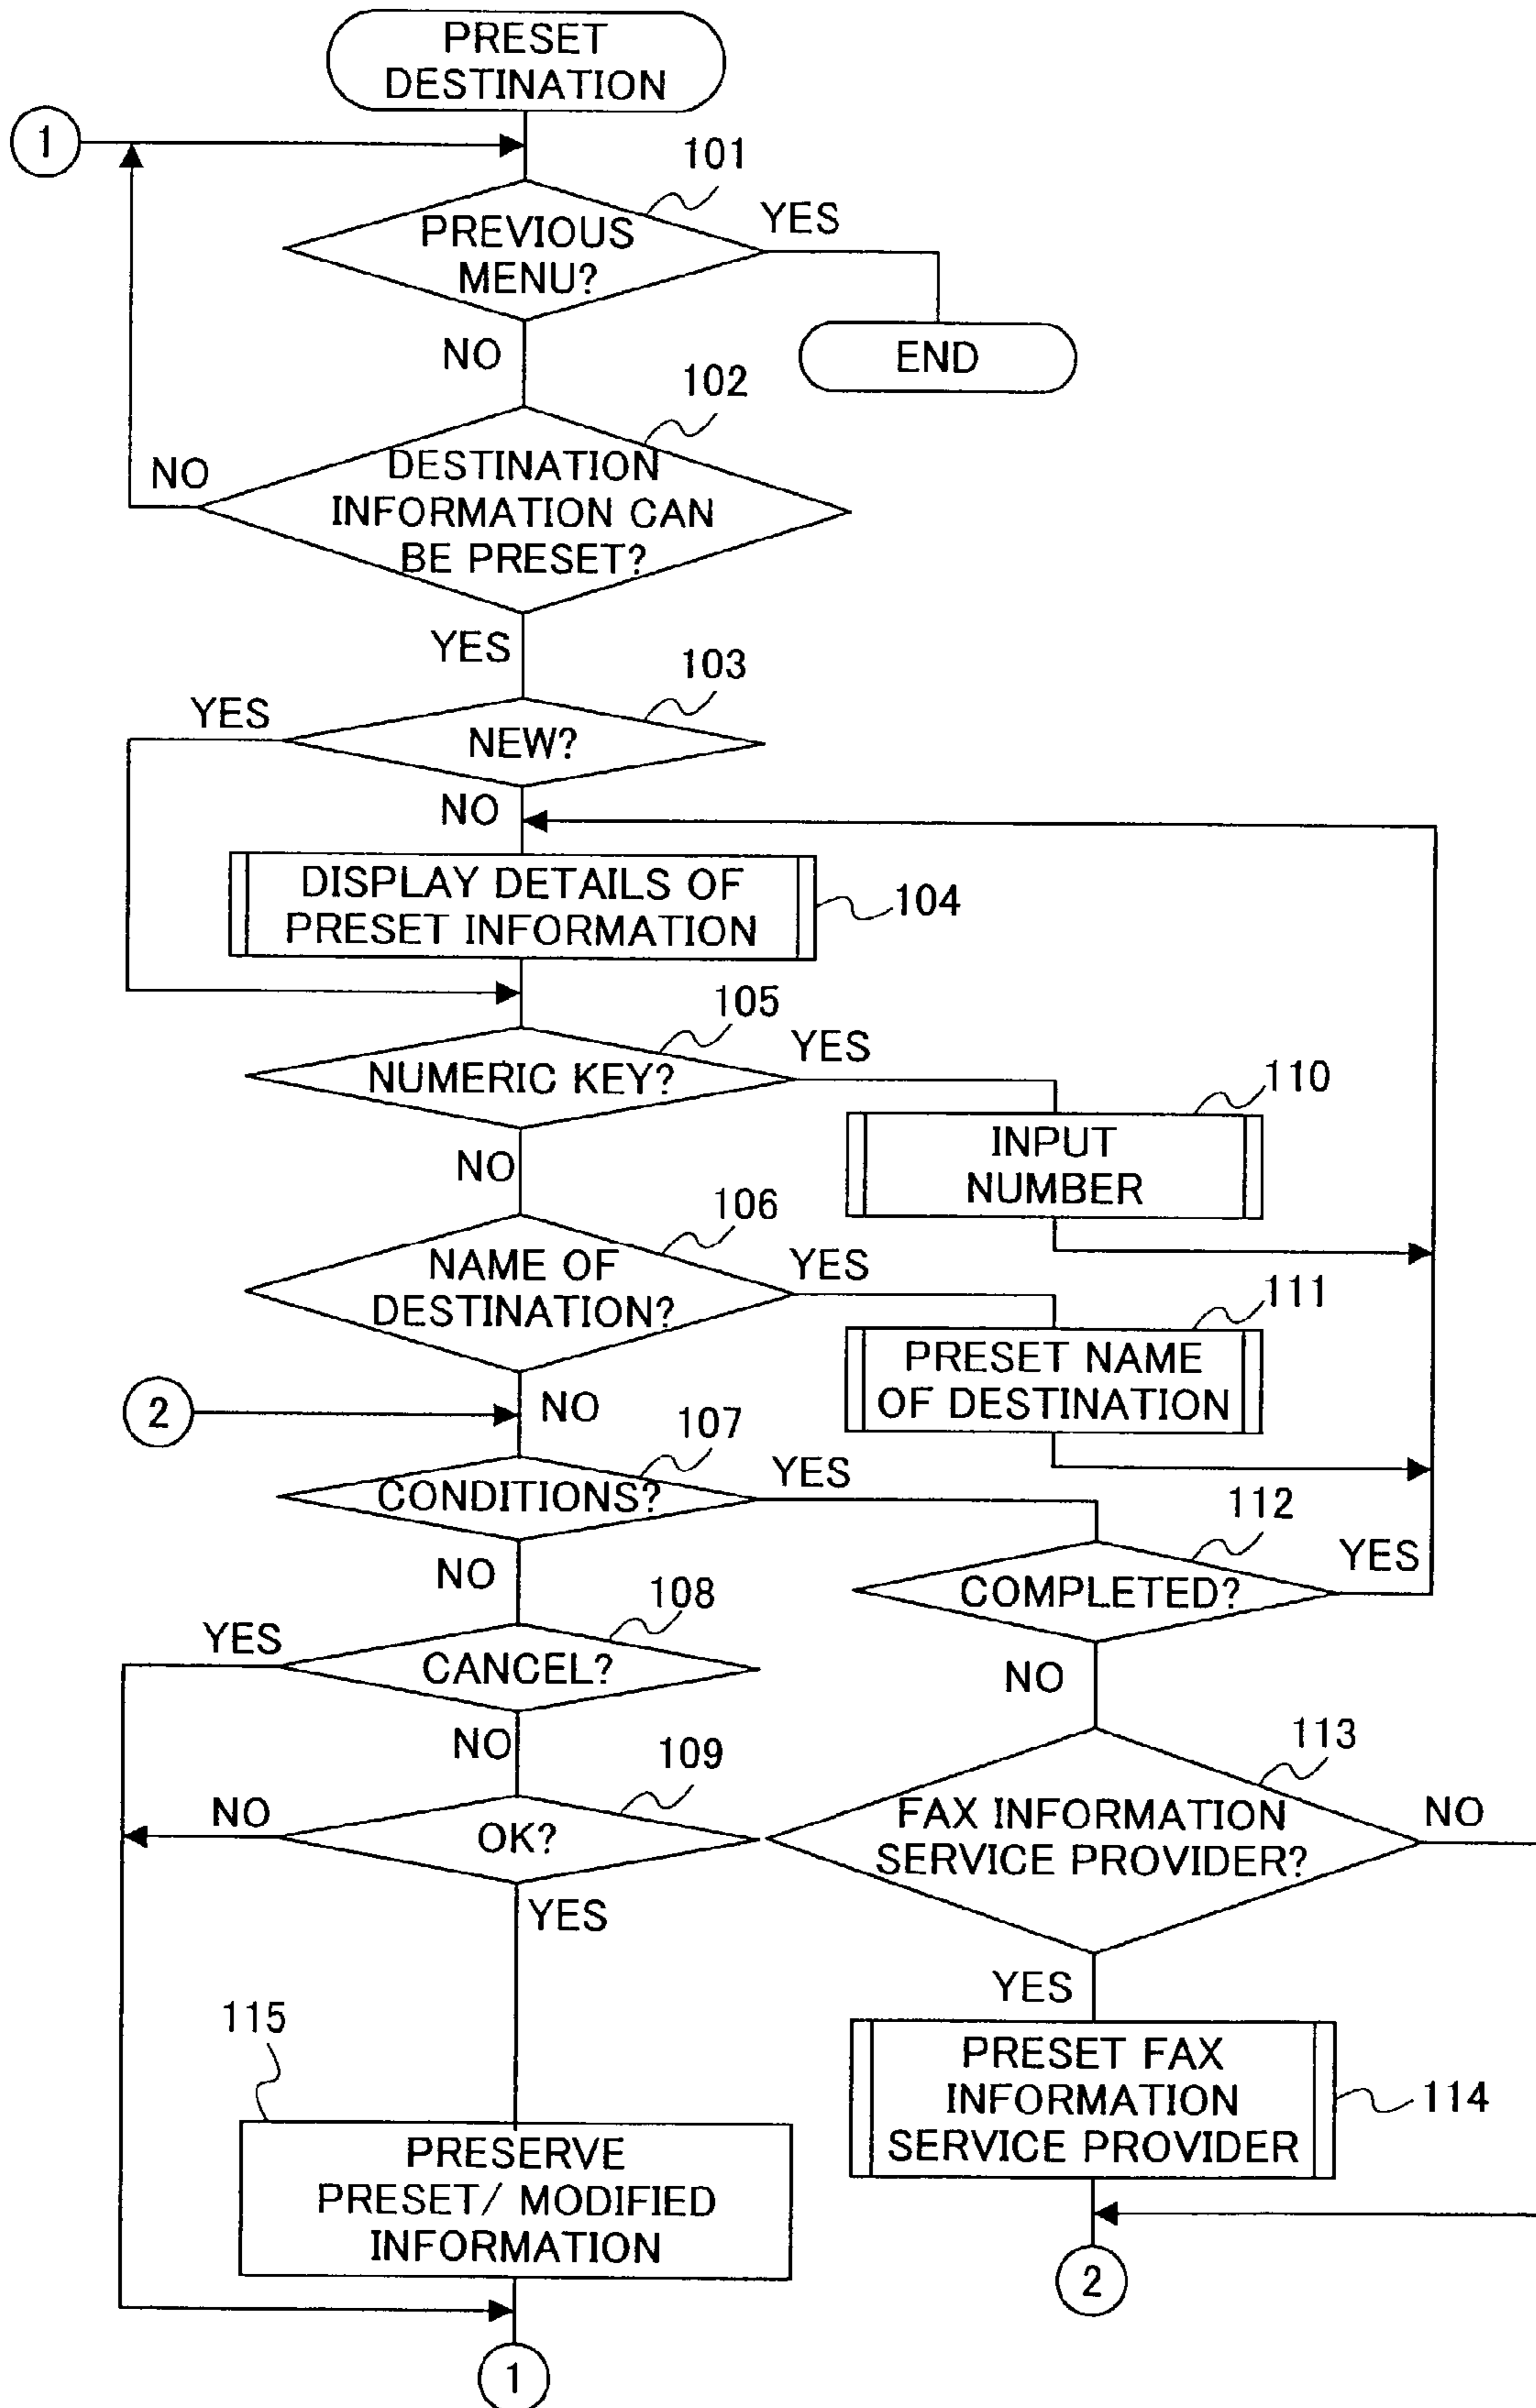 PRESET
DESTINATION
1
101
PREVIOUS
MENU?
YES
NO
END
102
DESTINATION
INFORMATION CAN
BE PRESET?
NO
YES
103
YES
NEW?
NO
DISPLAY DETAILS OF
PRESET INFORMATION
104
105
NUMERIC KEY?
YES
110
INPUT
NUMBER
NO
106
NAME OF
DESTINATION?
YES
111
PRESET NAME
OF DESTINATION
2
NO
107
CONDITIONS?
YES
112
COMPLETED?
YES
NO
108
YES
CANCEL?
NO
NO
109
NO
OK?
YES
113
FAX INFORMATION
SERVICE PROVIDER?
NO
YES
115
PRESERVE
PRESET/ MODIFIED
INFORMATION
PRESET FAX
INFORMATION
SERVICE PROVIDER
114
2
1